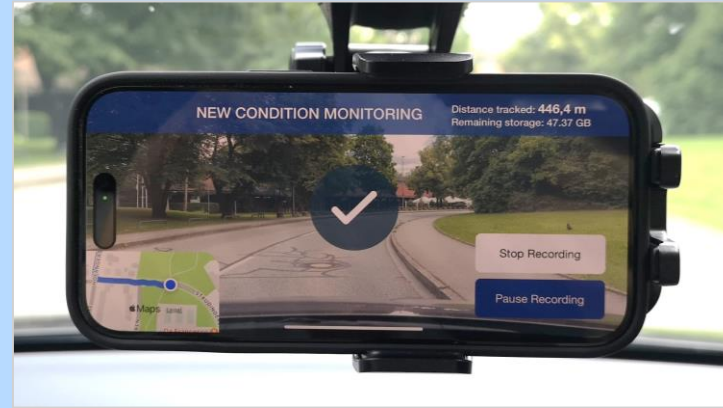 NEW CONDITION MONITORING
Distance tracked: 446,4 m
Remaining storage: 47.37 GB
Stop Recording
Pause Recording
Maps